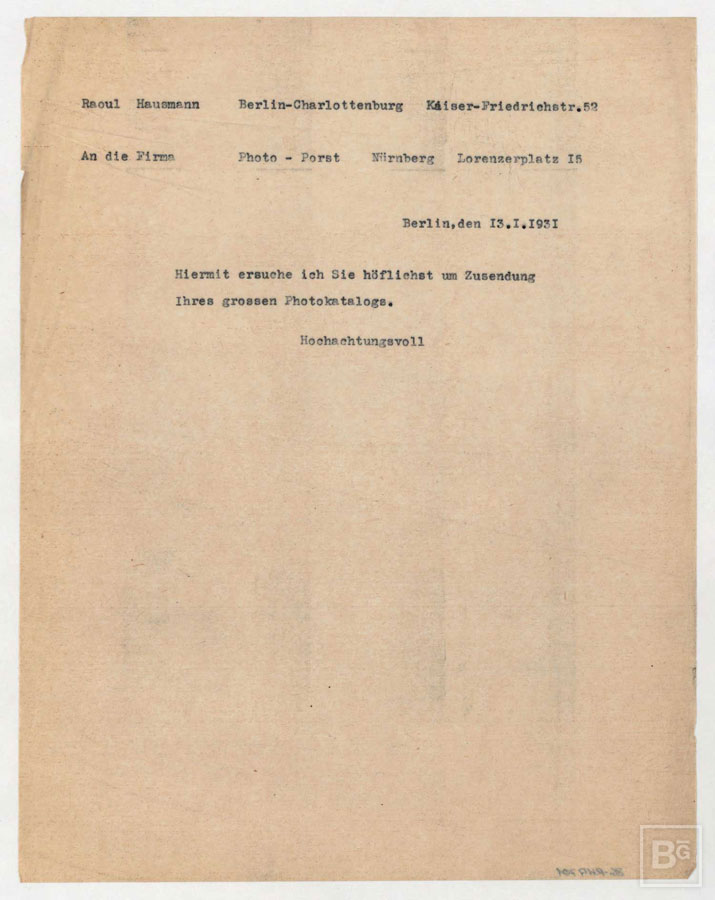 Raoul Hausmann Berlin-Charlottenburg Kaiser-Friedrichstr.52
An die Firma Photo - Porst Nürnberg Lorenzerplatz I5
Berlin,den I3.I.I93I
Hiermit ersuche ich Sie höflichst um Zusendung
Ihres grossen Photokatalogs.
Hochachtungsvoll
BG